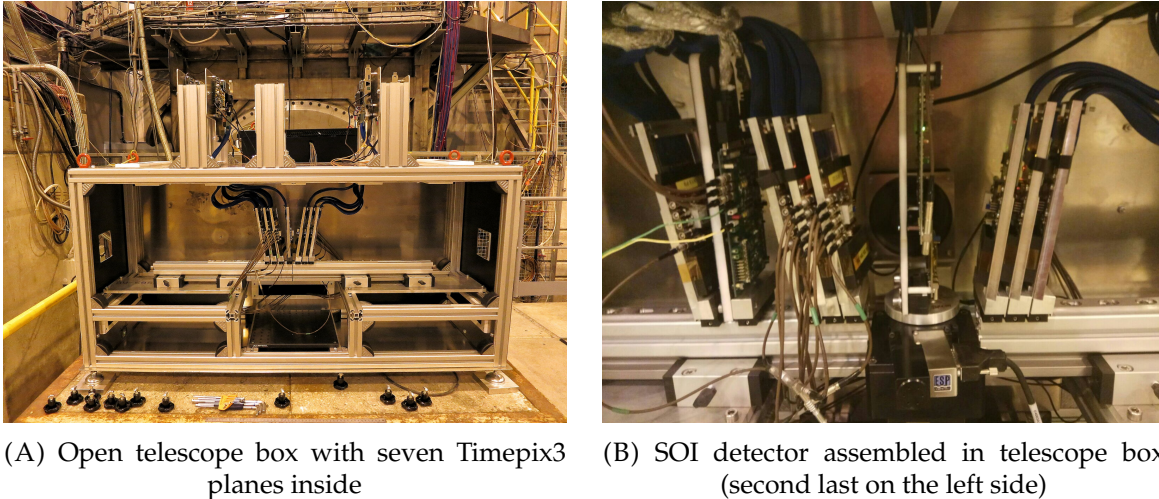 ESP
(A) Open telescope box with seven Timepix3
planes inside
(B) SOI detector assembled in telescope box
(second last on the left side)